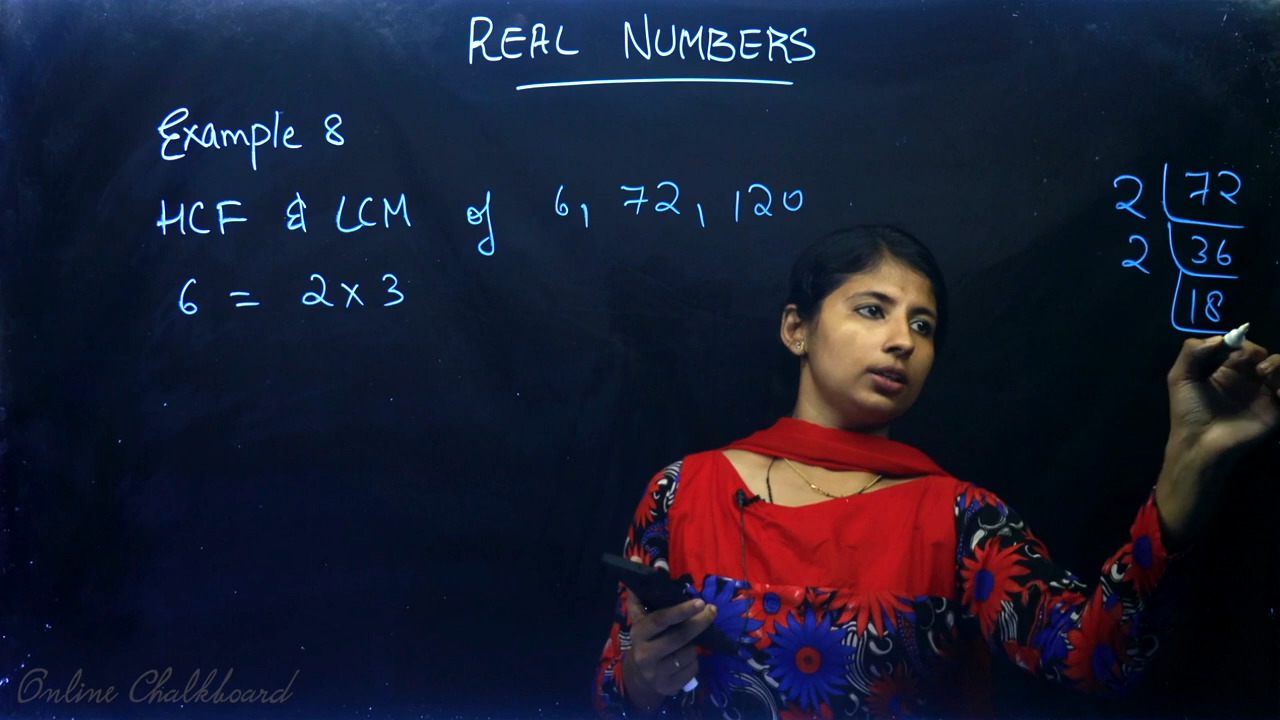 REAL NUMBERS
Example 8
HCF & LCM of 6, 72, 120
6 = 2 × 3
2 | 72
2 | 36
| 18
Online Chalkboard